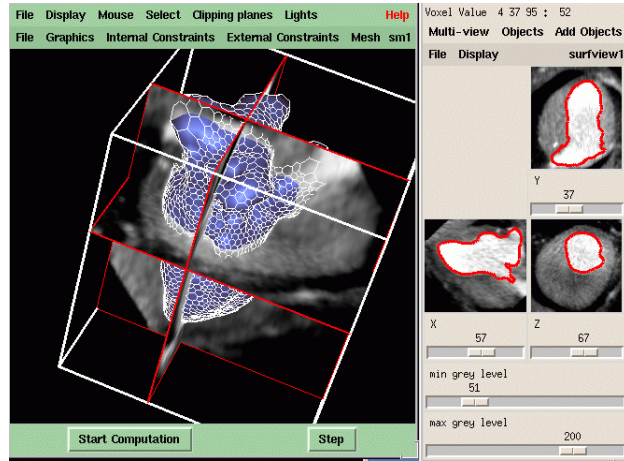 File Display Mouse Select Clipping planes Lights Help
File Graphics Internal Constraints External Constraints Mesh sm1
Start Computation Step
Voxel Value 4 37 95 : 52
Multi-view Objects Add Objects
File Display surfview1
Y
37
X Z
57 67
min grey level
51
max grey level
200